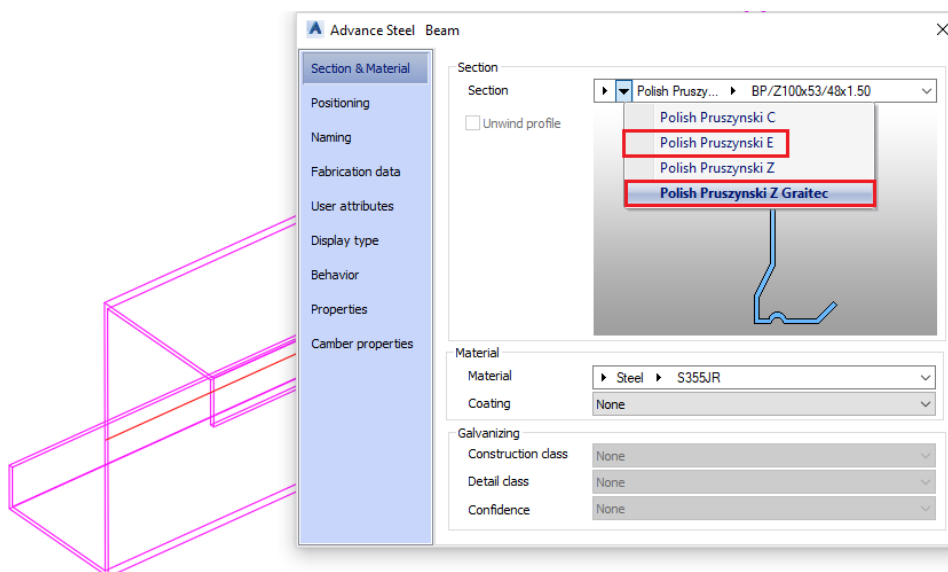 Advance Steel Beam
Section & Material
Positioning
Naming
Fabrication data
User attributes
Display type
Behavior
Properties
Camber properties
Section
Section
Polish Pruszy... BP/Z100x53/48x1.50
Unwind profile
Polish Pruszynski C
Polish Pruszynski E
Polish Pruszynski Z
Polish Pruszynski Z Graitec
Material
Material
Steel S355JR
Coating
None
Galvanizing
Construction class
None
Detail class
None
Confidence
None